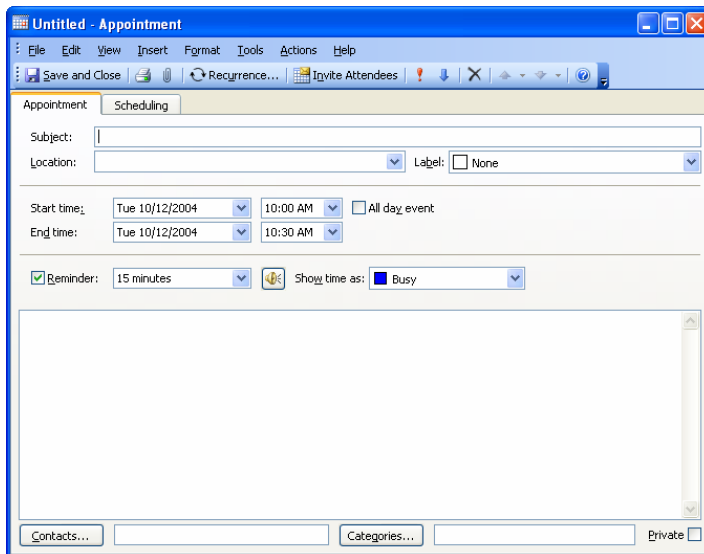 Untitled - Appointment
File Edit View Insert Format Tools Actions Help
Save and Close Recurrence... Invite Attendees
Appointment Scheduling
Subject:
Location: Label: None
Start time: Tue 10/12/2004 10:00 AM All day event
End time: Tue 10/12/2004 10:30 AM
Reminder: 15 minutes Show time as: Busy
Contacts... Categories... Private